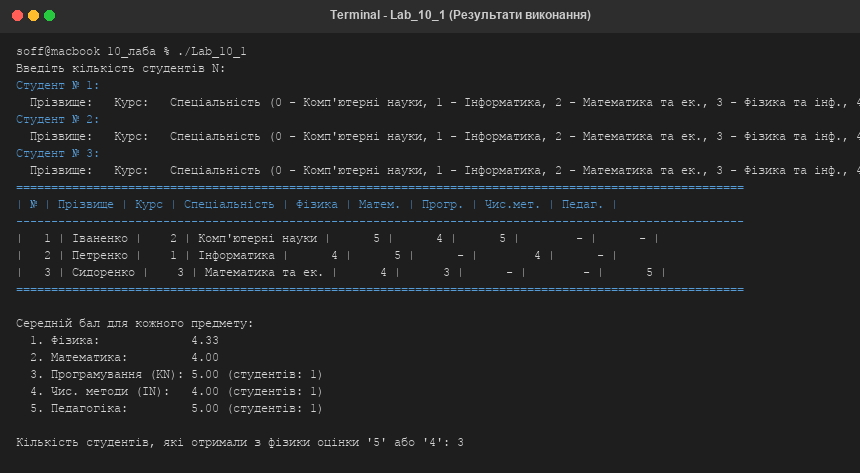 Terminal - Lab_10_1 (Результати виконання)
soff@macbook 10_лаба % ./Lab_10_1
Введіть кількість студентів N:
Студент № 1:
Прізвище:   Курс:   Спеціальність (0 - Комп'ютерні науки, 1 - Інформатика, 2 - Математика та ек., 3 - Фізика та інф., 4
Студент № 2:
Прізвище:   Курс:   Спеціальність (0 - Комп'ютерні науки, 1 - Інформатика, 2 - Математика та ек., 3 - Фізика та інф., 4
Студент № 3:
Прізвище:   Курс:   Спеціальність (0 - Комп'ютерні науки, 1 - Інформатика, 2 - Математика та ек., 3 - Фізика та інф., 4
========================================================================================================
| № | Прізвище | Курс | Спеціальність | Фізика | Матем. | Прогр. | Чис.мет. | Педаг. |
--------------------------------------------------------------------------------------------------------
|   1 | Іваненко |    2 | Комп'ютерні науки |      5 |      4 |      5 |        - |      - |
|   2 | Петренко |    1 | Інформатика |      4 |      5 |      - |        4 |      - |
|   3 | Сидоренко |    3 | Математика та ек. |      4 |      3 |      - |        - |      5 |
========================================================================================================
Середній бал для кожного предмету:
1. Фізика:             4.33
2. Математика:         4.00
3. Програмування (KN): 5.00 (студентів: 1)
4. Чис. методи (IN):   4.00 (студентів: 1)
5. Педагогіка:         5.00 (студентів: 1)
Кількість студентів, які отримали з фізики оцінки '5' або '4': 3